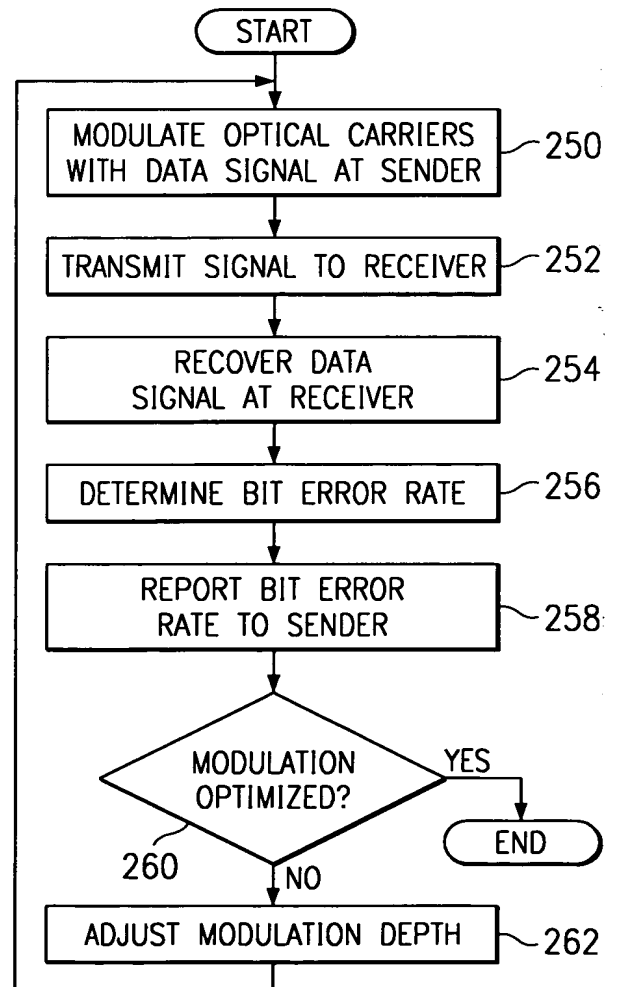 START
MODULATE OPTICAL CARRIERS
WITH DATA SIGNAL AT SENDER
250
TRANSMIT SIGNAL TO RECEIVER
252
RECOVER DATA
SIGNAL AT RECEIVER
254
DETERMINE BIT ERROR RATE
256
REPORT BIT ERROR
RATE TO SENDER
258
MODULATION
OPTIMIZED?
YES
END
260
NO
ADJUST MODULATION DEPTH
262